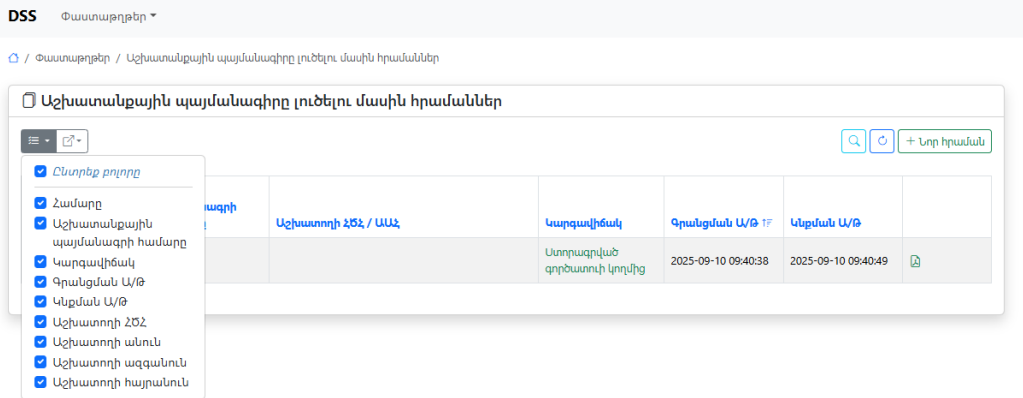 DSS Փաստաթղթեր
/ Փաստաթղթեր / Աշխատանքային պայմանագիրը լուծելու մասին հրամաններ
Աշխատանքային պայմանագիրը լուծելու մասին հրամաններ
+ Նոր հրաման
Ընտրեք բոլորը
Համարը
Աշխատանքային
պայմանագրի համարը
Կարգավիճակ
Գրանցման Ա/Թ
Կնքման Ա/Թ
Աշխատողի ՀԾՀ
Աշխատողի անուն
Աշխատողի ազգանուն
Աշխատողի հայրանուն
Աշխատողի ՀԾՀ / ԱԱՀ
Կարգավիճակ
Գրանցման Ա/Թ
Կնքման Ա/Թ
Ստորագրված
գործատուի կողմից
2025-09-10 09:40:38
2025-09-10 09:40:49